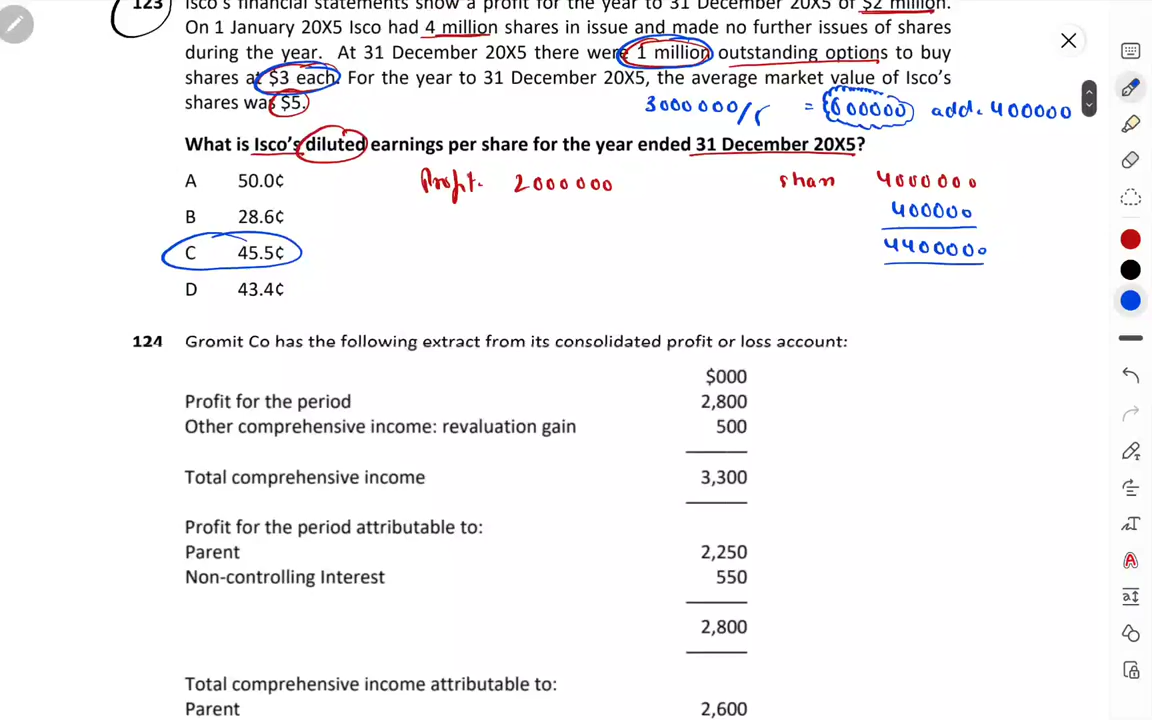 123 Isco's financial statements show a profit for the year to 31 December 20X5 of $2 million.
On 1 January 20X5 Isco had 4 million shares in issue and made no further issues of shares
during the year. At 31 December 20X5 there were 1 million outstanding options to buy
shares at $3 each. For the year to 31 December 20X5, the average market value of Isco's
shares was $5.
3000000/5 = 600000 add. 400000
What is Isco's diluted earnings per share for the year ended 31 December 20X5?
A 50.0¢
Profit. 2000000 shan 4000000
B 28.6¢ 400000
C 45.5¢ 4400000
D 43.4¢
124 Gromit Co has the following extract from its consolidated profit or loss account:
$000
Profit for the period 2,800
Other comprehensive income: revaluation gain 500
Total comprehensive income 3,300
Profit for the period attributable to:
Parent 2,250
Non-controlling Interest 550
2,800
Total comprehensive income attributable to:
Parent 2,600